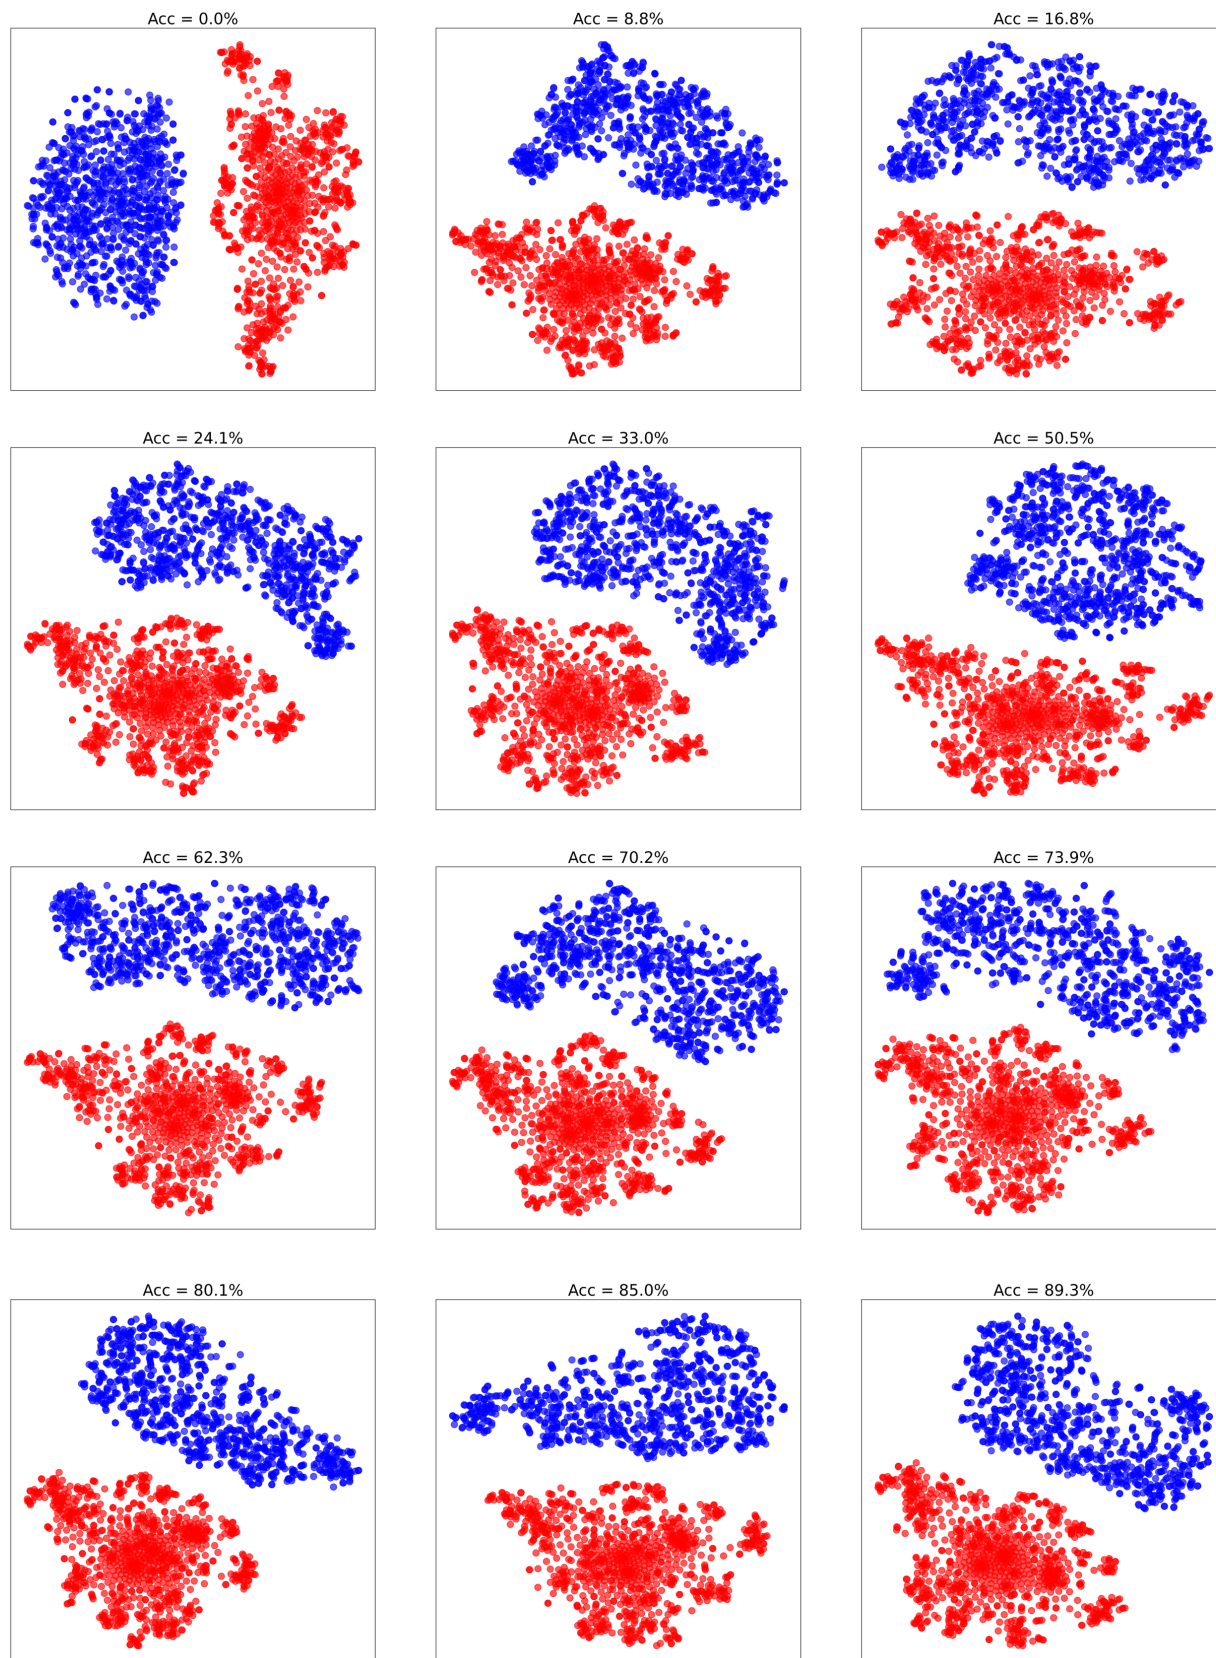 Acc = 0.0%
Acc = 8.8%
Acc = 16.8%
Acc = 24.1%
Acc = 33.0%
Acc = 50.5%
Acc = 62.3%
Acc = 70.2%
Acc = 73.9%
Acc = 80.1%
Acc = 85.0%
Acc = 89.3%